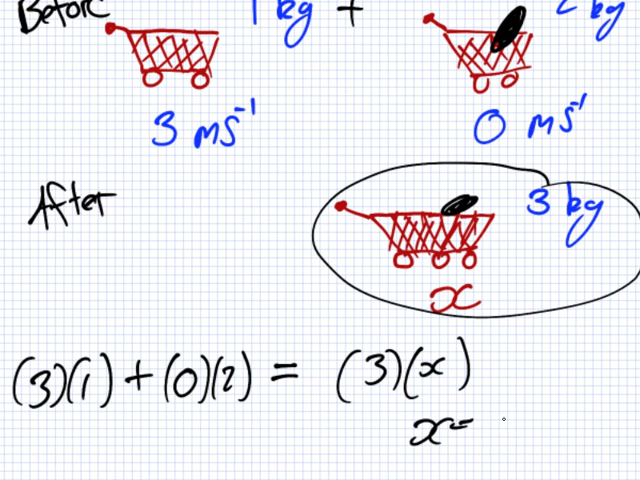 Before 1 kg + 2 kg
3 ms⁻¹ 0 ms⁻¹
After 3 kg
x
(3)(1) + (0)(2) = (3)(x)
x =